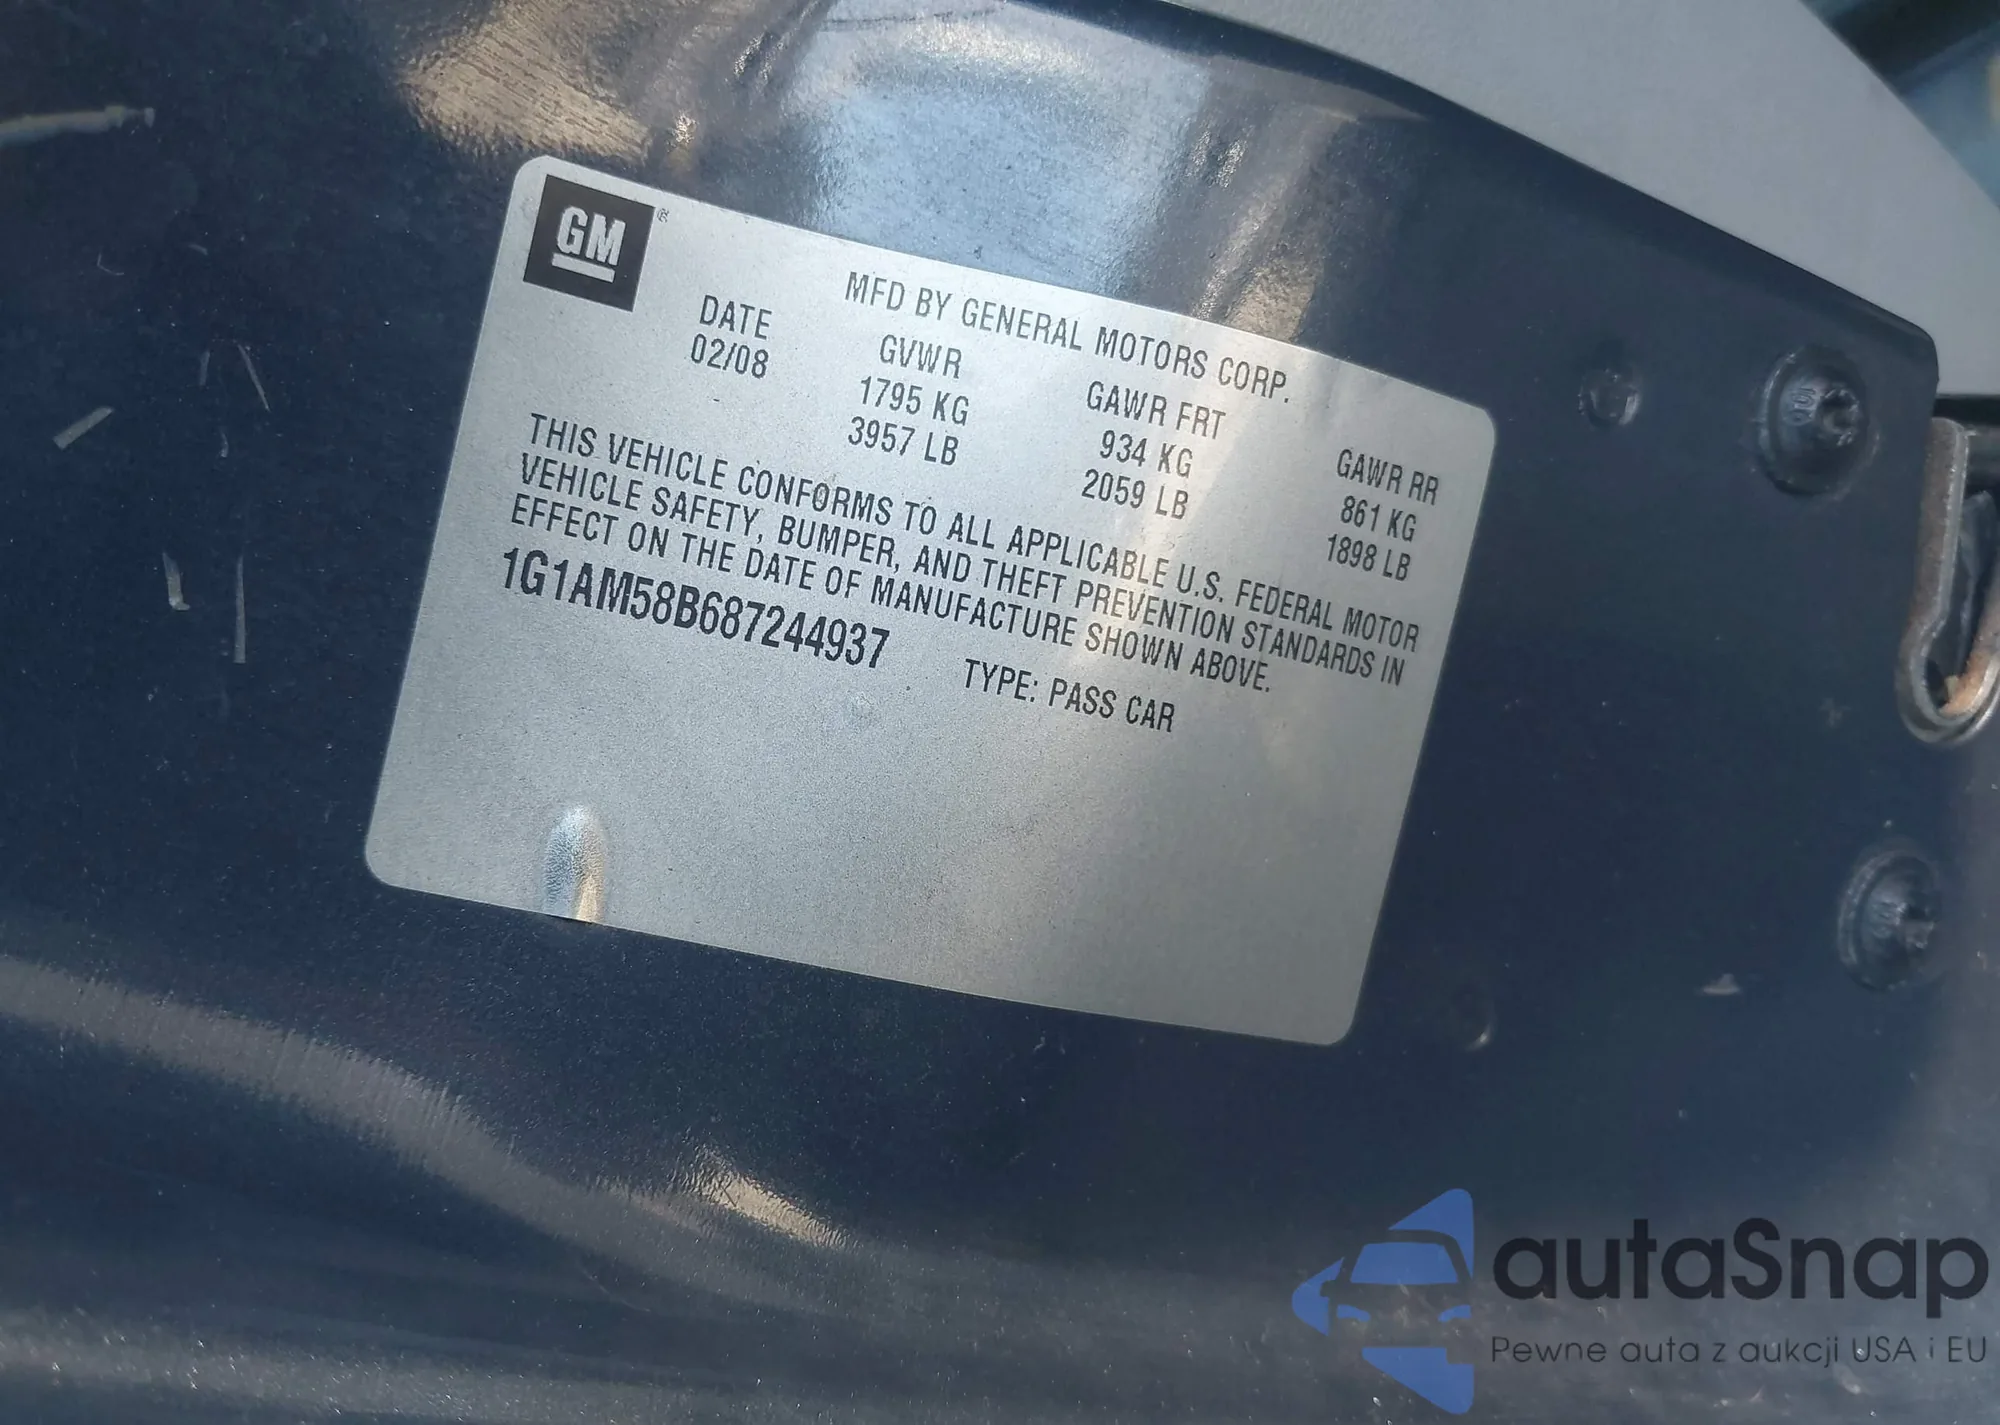 GM ®
MFD BY GENERAL MOTORS CORP.
DATE GVWR GAWR FRT GAWR RR
02/08 1795 KG 934 KG 861 KG
3957 LB 2059 LB 1898 LB
THIS VEHICLE CONFORMS TO ALL APPLICABLE U.S. FEDERAL MOTOR
VEHICLE SAFETY, BUMPER, AND THEFT PREVENTION STANDARDS IN
EFFECT ON THE DATE OF MANUFACTURE SHOWN ABOVE.
1G1AM58B687244937 TYPE: PASS CAR
autaSnap
Pewne auta z aukcji USA i EU